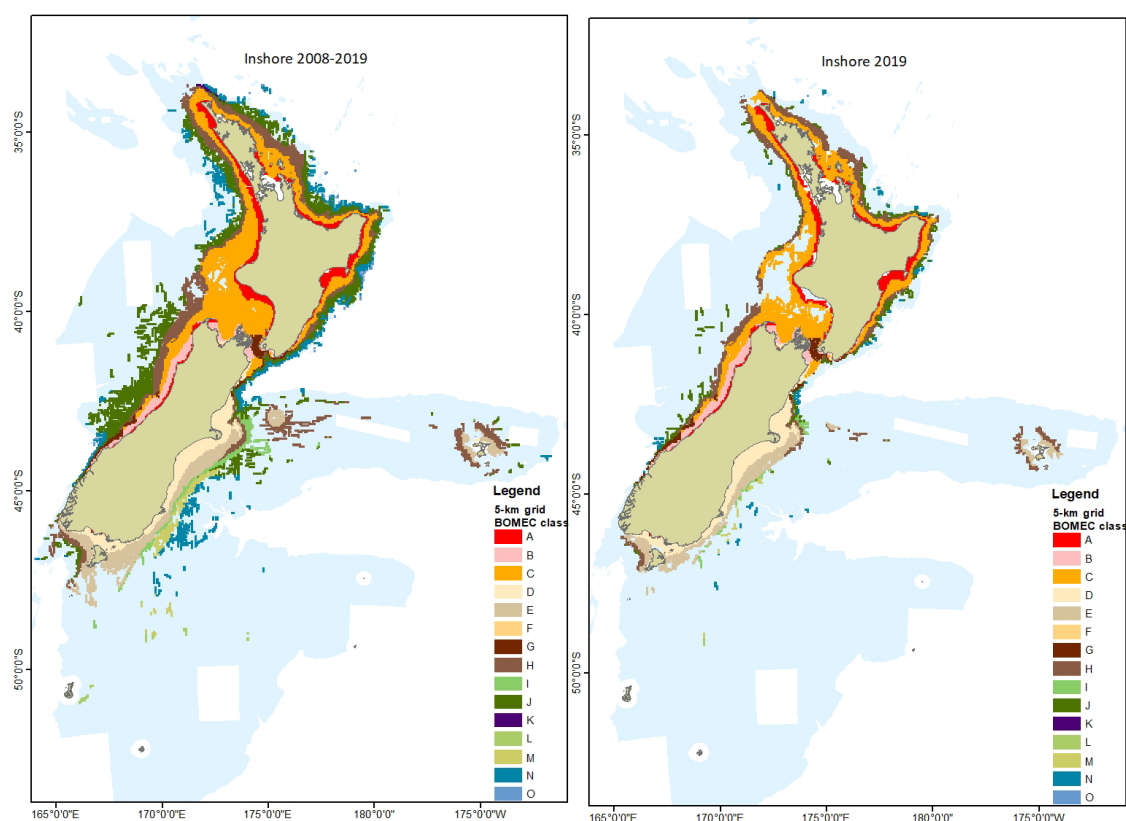 Inshore 2008-2019
35°0'0"S
40°0'0"S
45°0'0"S
50°0'0"S
Legend
5-km grid
BOMEC class
A
B
C
D
E
F
G
H
I
J
K
L
M
N
O
165°0'0"E
170°0'0"E
175°0'0"E
180°0'0"
175°0'0"W
Inshore 2019
35°0'0"S
40°0'0"S
45°0'0"S
50°0'0"S
Legend
5-km grid
BOMEC class
A
B
C
D
E
F
G
H
I
J
K
L
M
N
O
165°0'0"E
170°0'0"E
175°0'0"E
180°0'0"
175°0'0"W